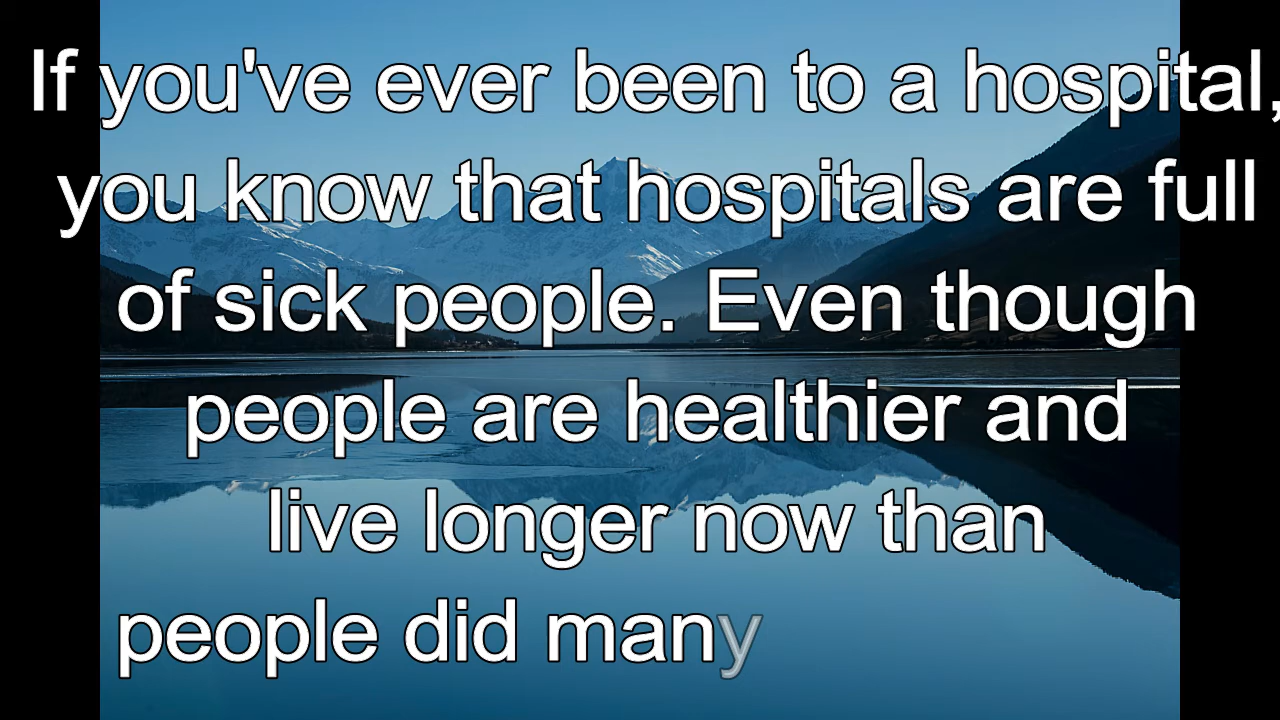 If you've ever been to a hospital,
you know that hospitals are full
of sick people. Even though
people are healthier and
live longer now than
people did many